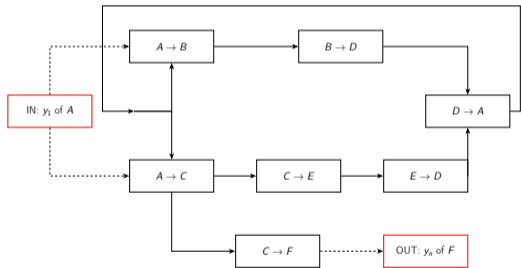 A → B
B → D
IN: y₁ of A
D → A
A → C
C → E
E → D
C → F
OUT: yₙ of F